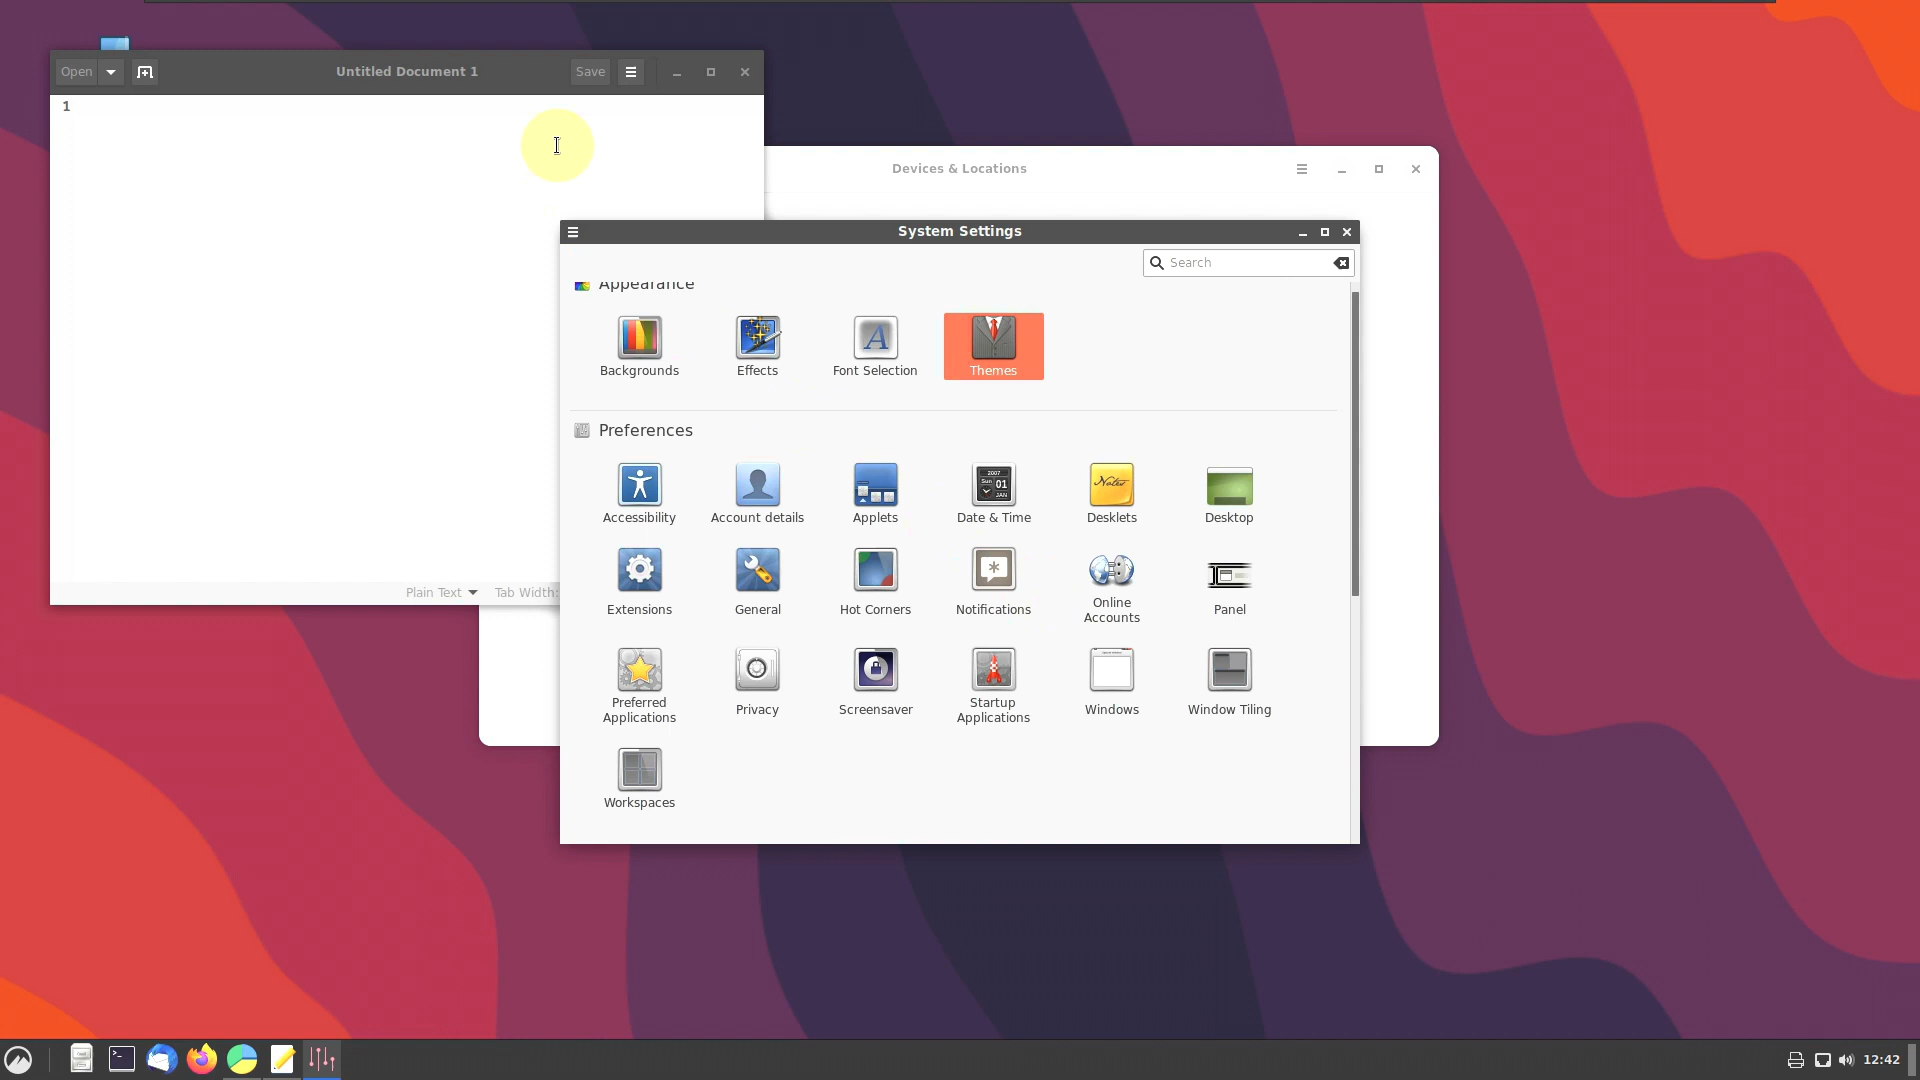 Open
Untitled Document 1
Save
1
Devices & Locations
System Settings
Search
Appearance
Backgrounds
Effects
Font Selection
Themes
Preferences
Accessibility
Account details
Applets
Date & Time
Desklets
Desktop
Extensions
General
Hot Corners
Notifications
Online
Accounts
Panel
Preferred
Applications
Privacy
Screensaver
Startup
Applications
Windows
Window Tiling
Workspaces
Plain Text
Tab Width:
12:42